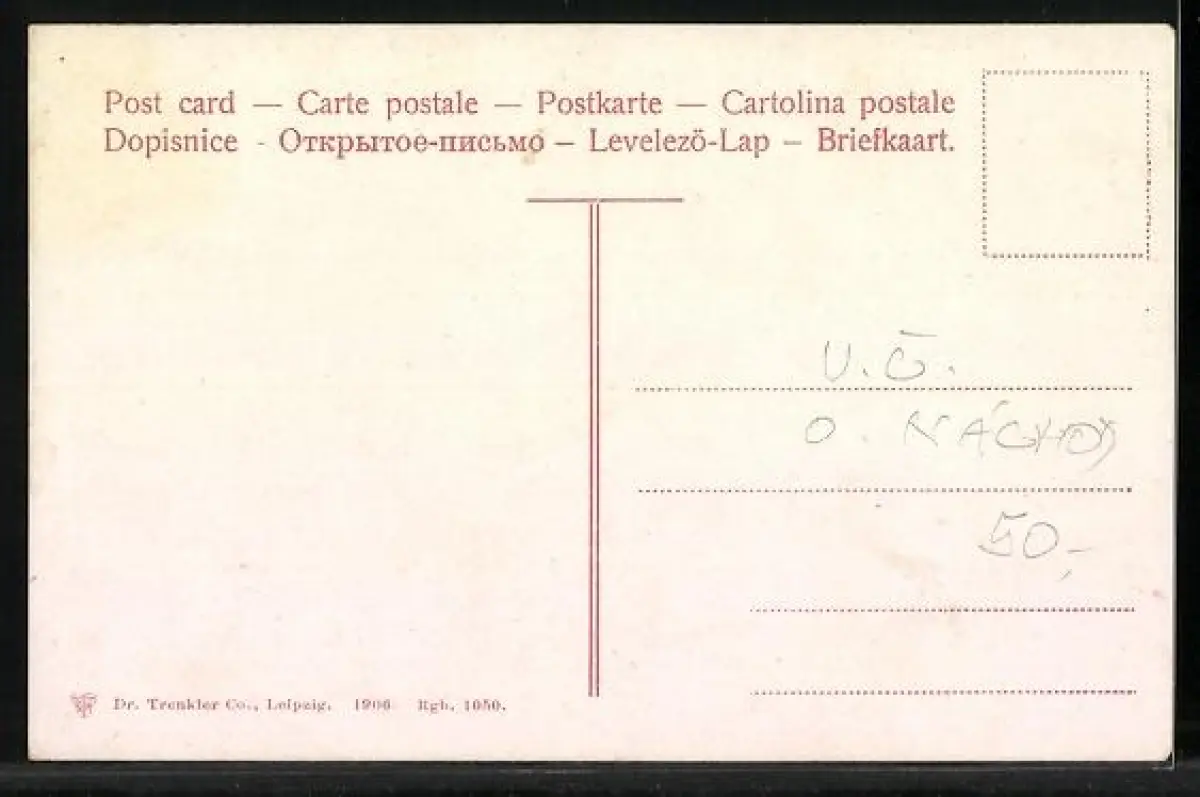 Post card — Carte postale — Postkarte — Cartolina postale
Dopisnice - Открытое-письмо – Levelezö-Lap – Briefkaart.
U. Č.
O. NÁCHOD
50,-
Dr. Trenkler Co., Leipzig. 1906 Rgb. 1050.